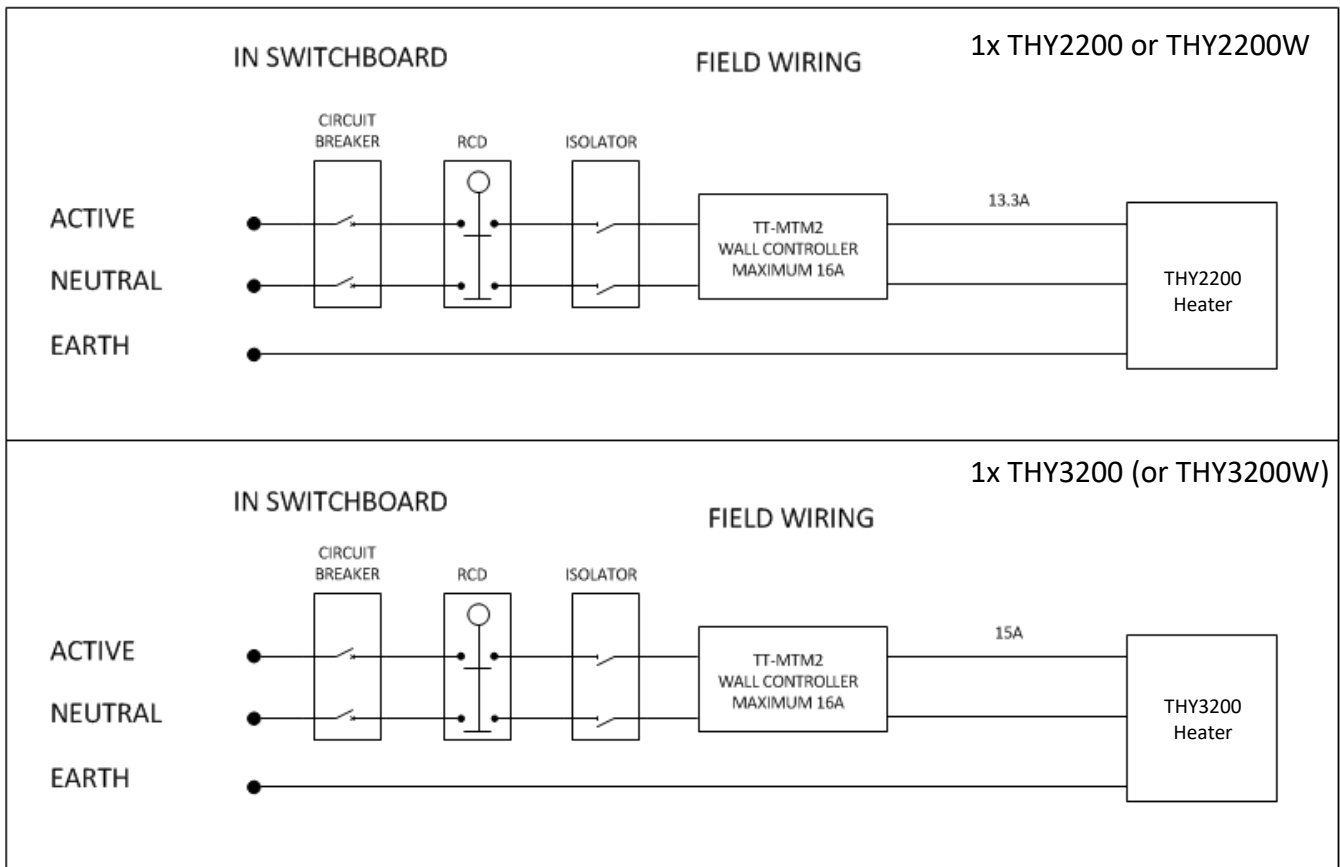 1x THY2200 or THY2200W
IN SWITCHBOARD
FIELD WIRING
CIRCUIT
BREAKER
RCD
ISOLATOR
ACTIVE
NEUTRAL
EARTH
TT-MTM2
WALL CONTROLLER
MAXIMUM 16A
13.3A
THY2200
Heater
1x THY3200 (or THY3200W)
IN SWITCHBOARD
FIELD WIRING
CIRCUIT
BREAKER
RCD
ISOLATOR
ACTIVE
NEUTRAL
EARTH
TT-MTM2
WALL CONTROLLER
MAXIMUM 16A
15A
THY3200
Heater